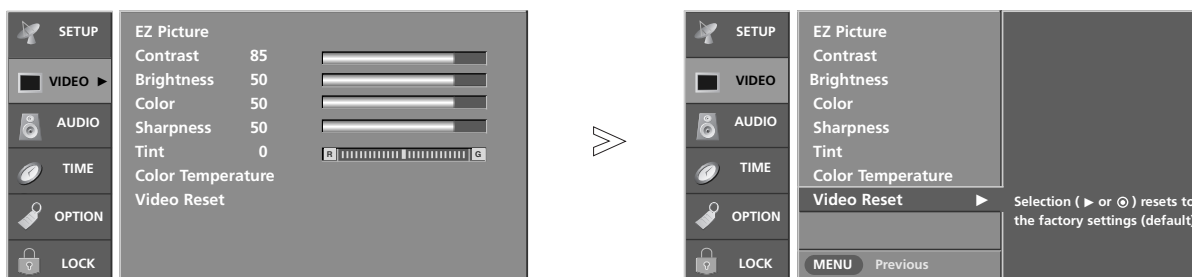 SETUP
VIDEO ►
AUDIO
TIME
OPTION
LOCK
EZ Picture
Contrast 85
Brightness 50
Color 50
Sharpness 50
Tint 0 R G
Color Temperature
Video Reset
SETUP
VIDEO
AUDIO
TIME
OPTION
LOCK
EZ Picture
Contrast
Brightness
Color
Sharpness
Tint
Color Temperature
Video Reset ►
MENU Previous
Selection ( ► or ⊙ ) resets to
the factory settings (default)